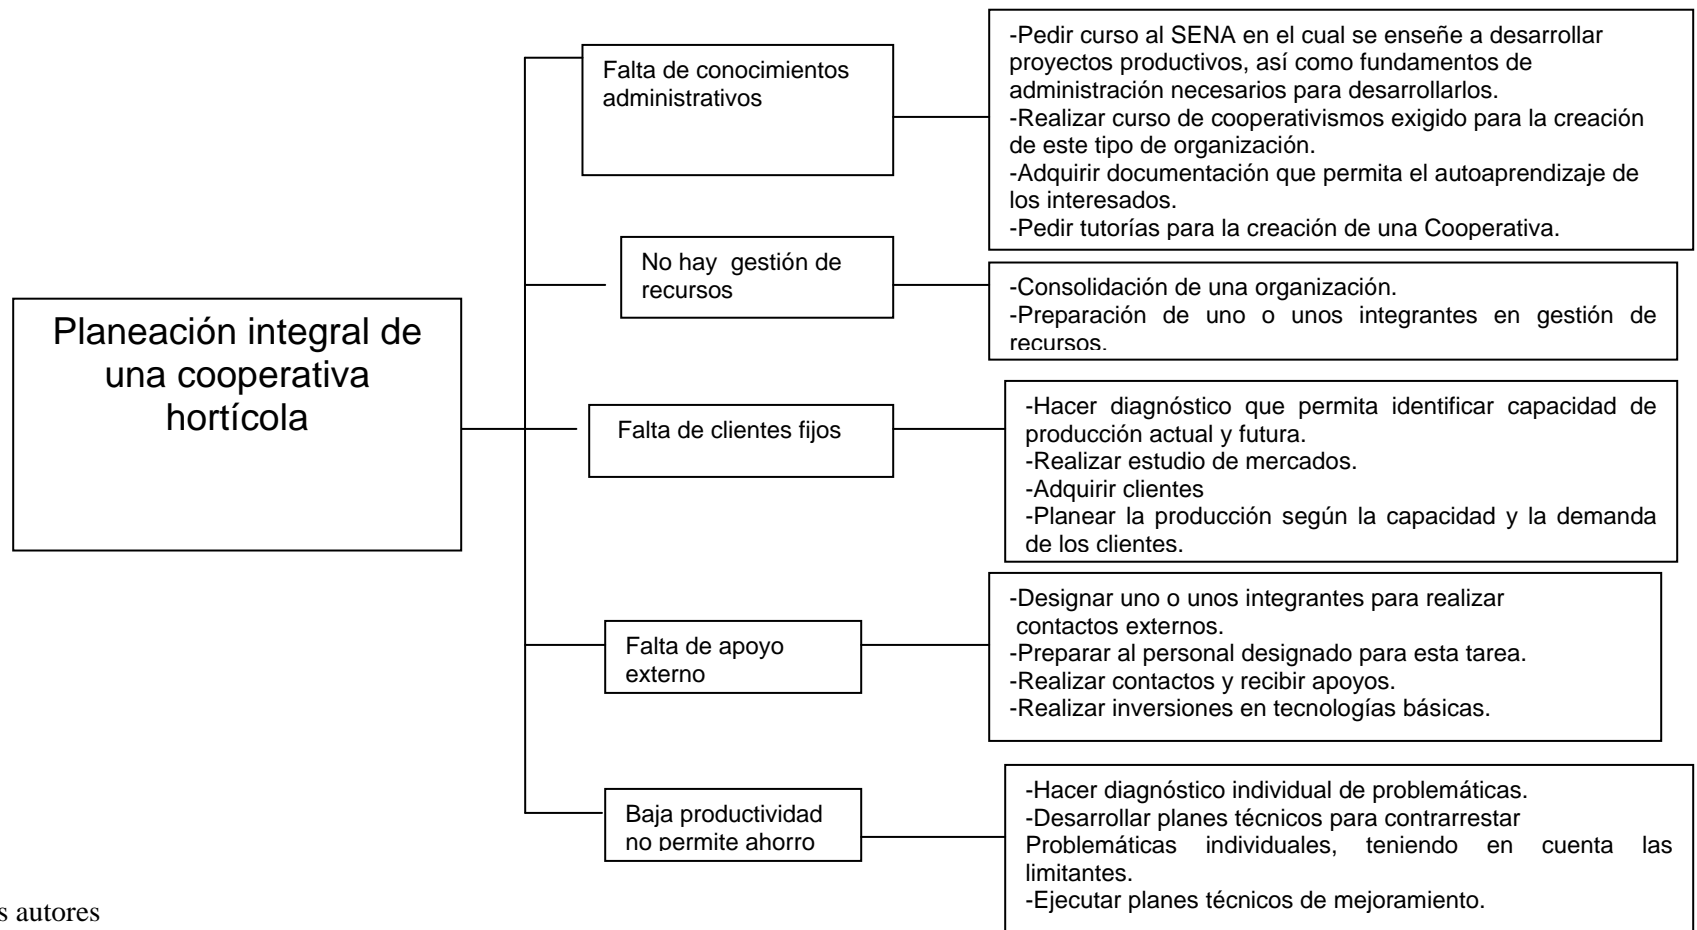 Planeación integral de
una cooperativa
hortícola
Falta de conocimientos
administrativos
-Pedir curso al SENA en el cual se enseñe a desarrollar
proyectos productivos, así como fundamentos de
administración necesarios para desarrollarlos.
-Realizar curso de cooperativismos exigido para la creación
de este tipo de organización.
-Adquirir documentación que permita el autoaprendizaje de
los interesados.
-Pedir tutorías para la creación de una Cooperativa.
No hay gestión de
recursos
-Consolidación de una organización.
-Preparación de uno o unos integrantes en gestión de
recursos.
Falta de clientes fijos
-Hacer diagnóstico que permita identificar capacidad de
producción actual y futura.
-Realizar estudio de mercados.
-Adquirir clientes
-Planear la producción según la capacidad y la demanda
de los clientes.
Falta de apoyo
externo
-Designar uno o unos integrantes para realizar
contactos externos.
-Preparar al personal designado para esta tarea.
-Realizar contactos y recibir apoyos.
-Realizar inversiones en tecnologías básicas.
Baja productividad
no permite ahorro
-Hacer diagnóstico individual de problemáticas.
-Desarrollar planes técnicos para contrarrestar
Problemáticas individuales, teniendo en cuenta las
limitantes.
-Ejecutar planes técnicos de mejoramiento.
s autores